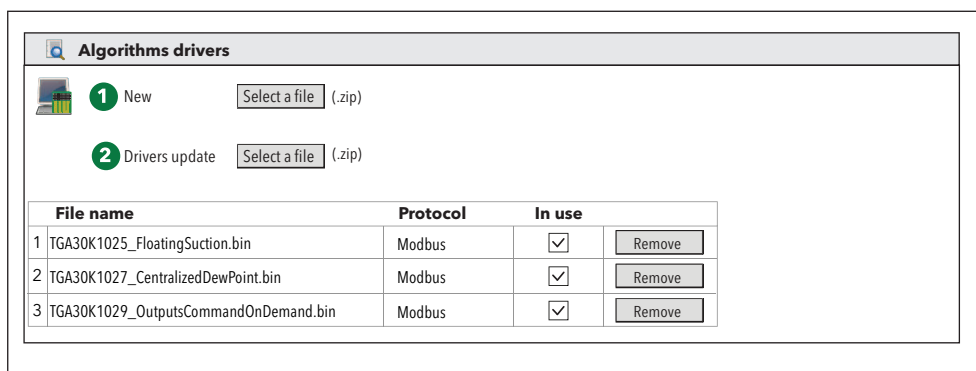 Algorithms drivers
1 New Select a file (.zip)
2 Drivers update Select a file (.zip)
File name Protocol In use
1 TGA30K1025_FloatingSuction.bin Modbus Remove
2 TGA30K1027_CentralizedDewPoint.bin Modbus Remove
3 TGA30K1029_OutputsCommandOnDemand.bin Modbus Remove